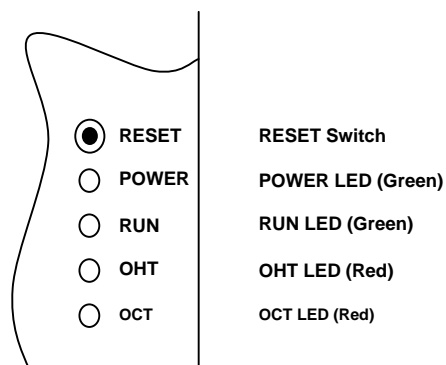 RESET RESET Switch
POWER POWER LED (Green)
RUN RUN LED (Green)
OHT OHT LED (Red)
OCT OCT LED (Red)